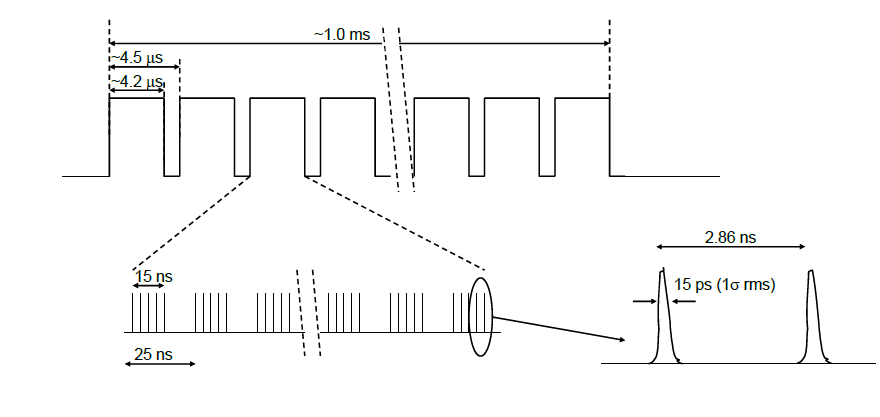 ~1.0 ms
~4.5 μs
~4.2 μs
2.86 ns
15 ns
15 ps (1σ rms)
25 ns